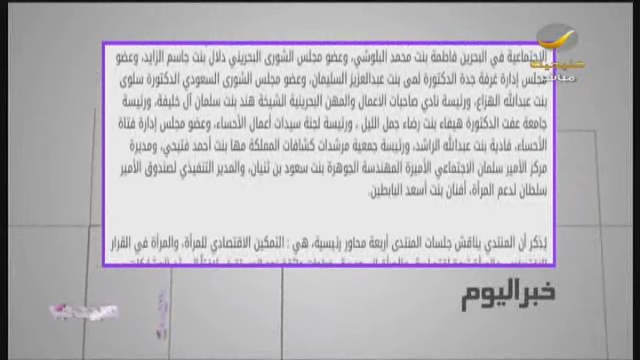 الاجتماعية في البحرين فاطمة بنت محمد البلوشي، وعضو مجلس الشورى البحريني دلال بنت جاسم الزايد، وعضو
مجلس إدارة غرفة جدة الدكتورة لمى بنت عبدالعزيز السليمان، وعضو مجلس الشورى السعودي الدكتورة سلوى
بنت عبدالله الهزاع، ورئيسة نادي صاحبات الاعمال والمهن البحرينية الشيخة هند بنت سلمان آل خليفة، ورئيسة
جامعة عفت الدكتورة هيفاء بنت رضاء جمل الليل ، ورئيسة لجنة سيدات أعمال الأحساء، وعضو مجلس إدارة فتاة
الأحساء، فادية بنت عبدالله الراشد، ورئيسة جمعية مرشدات كشافات المملكة مها بنت أحمد فتيحي، ومديرة
مركز الأمير سلمان الاجتماعي الأميرة المهندسة الجوهرة بنت سعود بن ثنيان، والمدير التنفيذي لصندوق الأمير
سلطان لدعم المرأة، أفنان بنت أسعد البابطين.
يُذكر أن المنتدى يناقش جلسات المنتدى أربعة محاور رئيسية، هي : التمكين الاقتصادي للمرأة، والمرأة في القرار
خبر اليوم
خليجية
مباشر